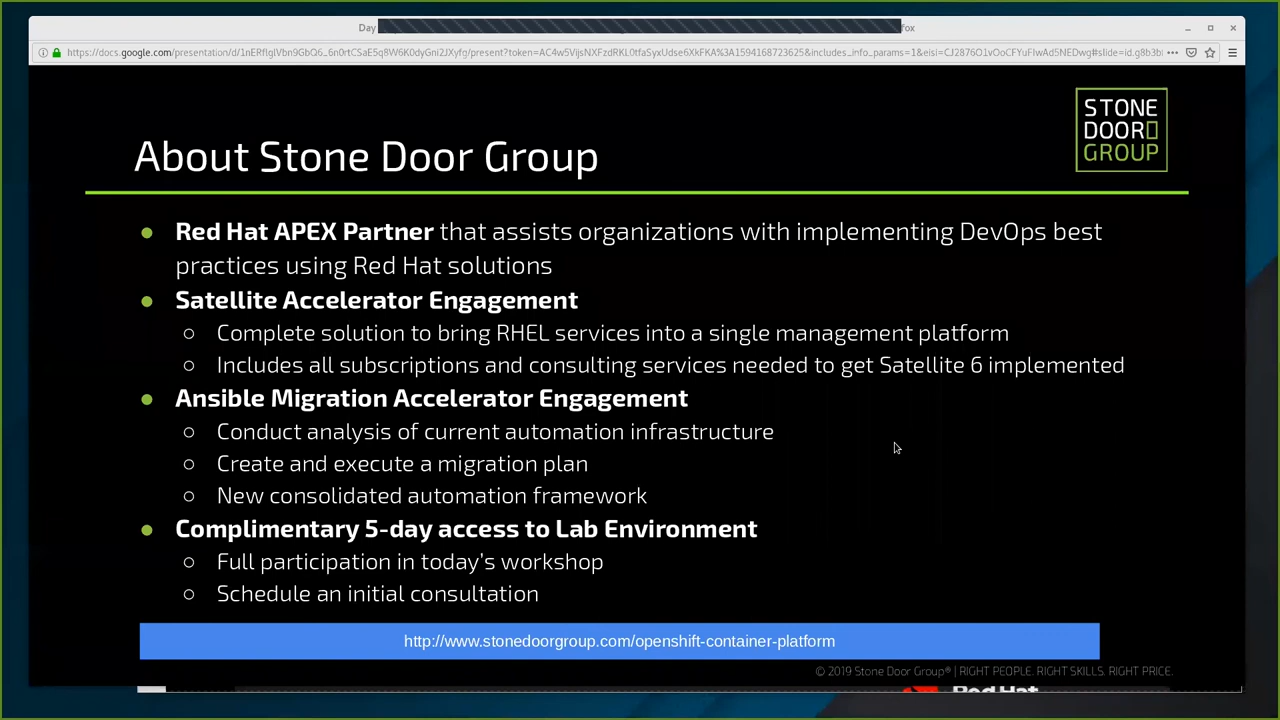 Day
fox
https://docs.google.com/presentation/d/1nERflglVbn9GbQ6_6n0rtCSaE5q8W6K0dyGni2JXyfg/present?token=AC4w5VijsNXFzdRKL0tfaSyxUdse6XkFKA%3A1594168723625&includes_info_params=1&eisi=CJ2876O1vOoCFYuFlwAd5NEDwg#slide=id.g8b3b
STONE
DOOR
GROUP
About Stone Door Group
● Red Hat APEX Partner that assists organizations with implementing DevOps best
practices using Red Hat solutions
● Satellite Accelerator Engagement
○ Complete solution to bring RHEL services into a single management platform
○ Includes all subscriptions and consulting services needed to get Satellite 6 implemented
● Ansible Migration Accelerator Engagement
○ Conduct analysis of current automation infrastructure
○ Create and execute a migration plan
○ New consolidated automation framework
● Complimentary 5-day access to Lab Environment
○ Full participation in today’s workshop
○ Schedule an initial consultation
http://www.stonedoorgroup.com/openshift-container-platform
© 2019 Stone Door Group® | RIGHT PEOPLE. RIGHT SKILLS. RIGHT PRICE.
Red Hat